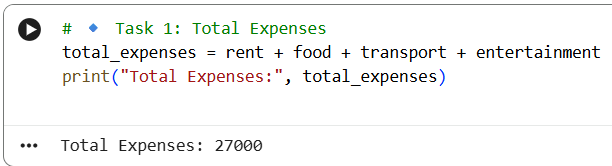 # 🔹 Task 1: Total Expenses
total_expenses = rent + food + transport + entertainment
print("Total Expenses:", total_expenses)
Total Expenses: 27000